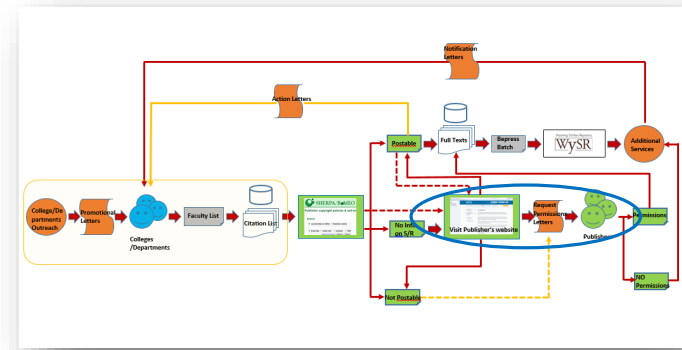 Notification
Letters
Action Letters
Postable
Full Texts
Bepress
Batch
WySR
Additional
Services
College/De
partments
Outreach
Promotional
Letters
Colleges
/Departments
Faculty List
Citation List
SHERPA/RoMEO
No Info
on S/R
Visit Publisher's website
Request
Permissions
Letters
Publisher
Permissions
NO
Permissions
Not Postable